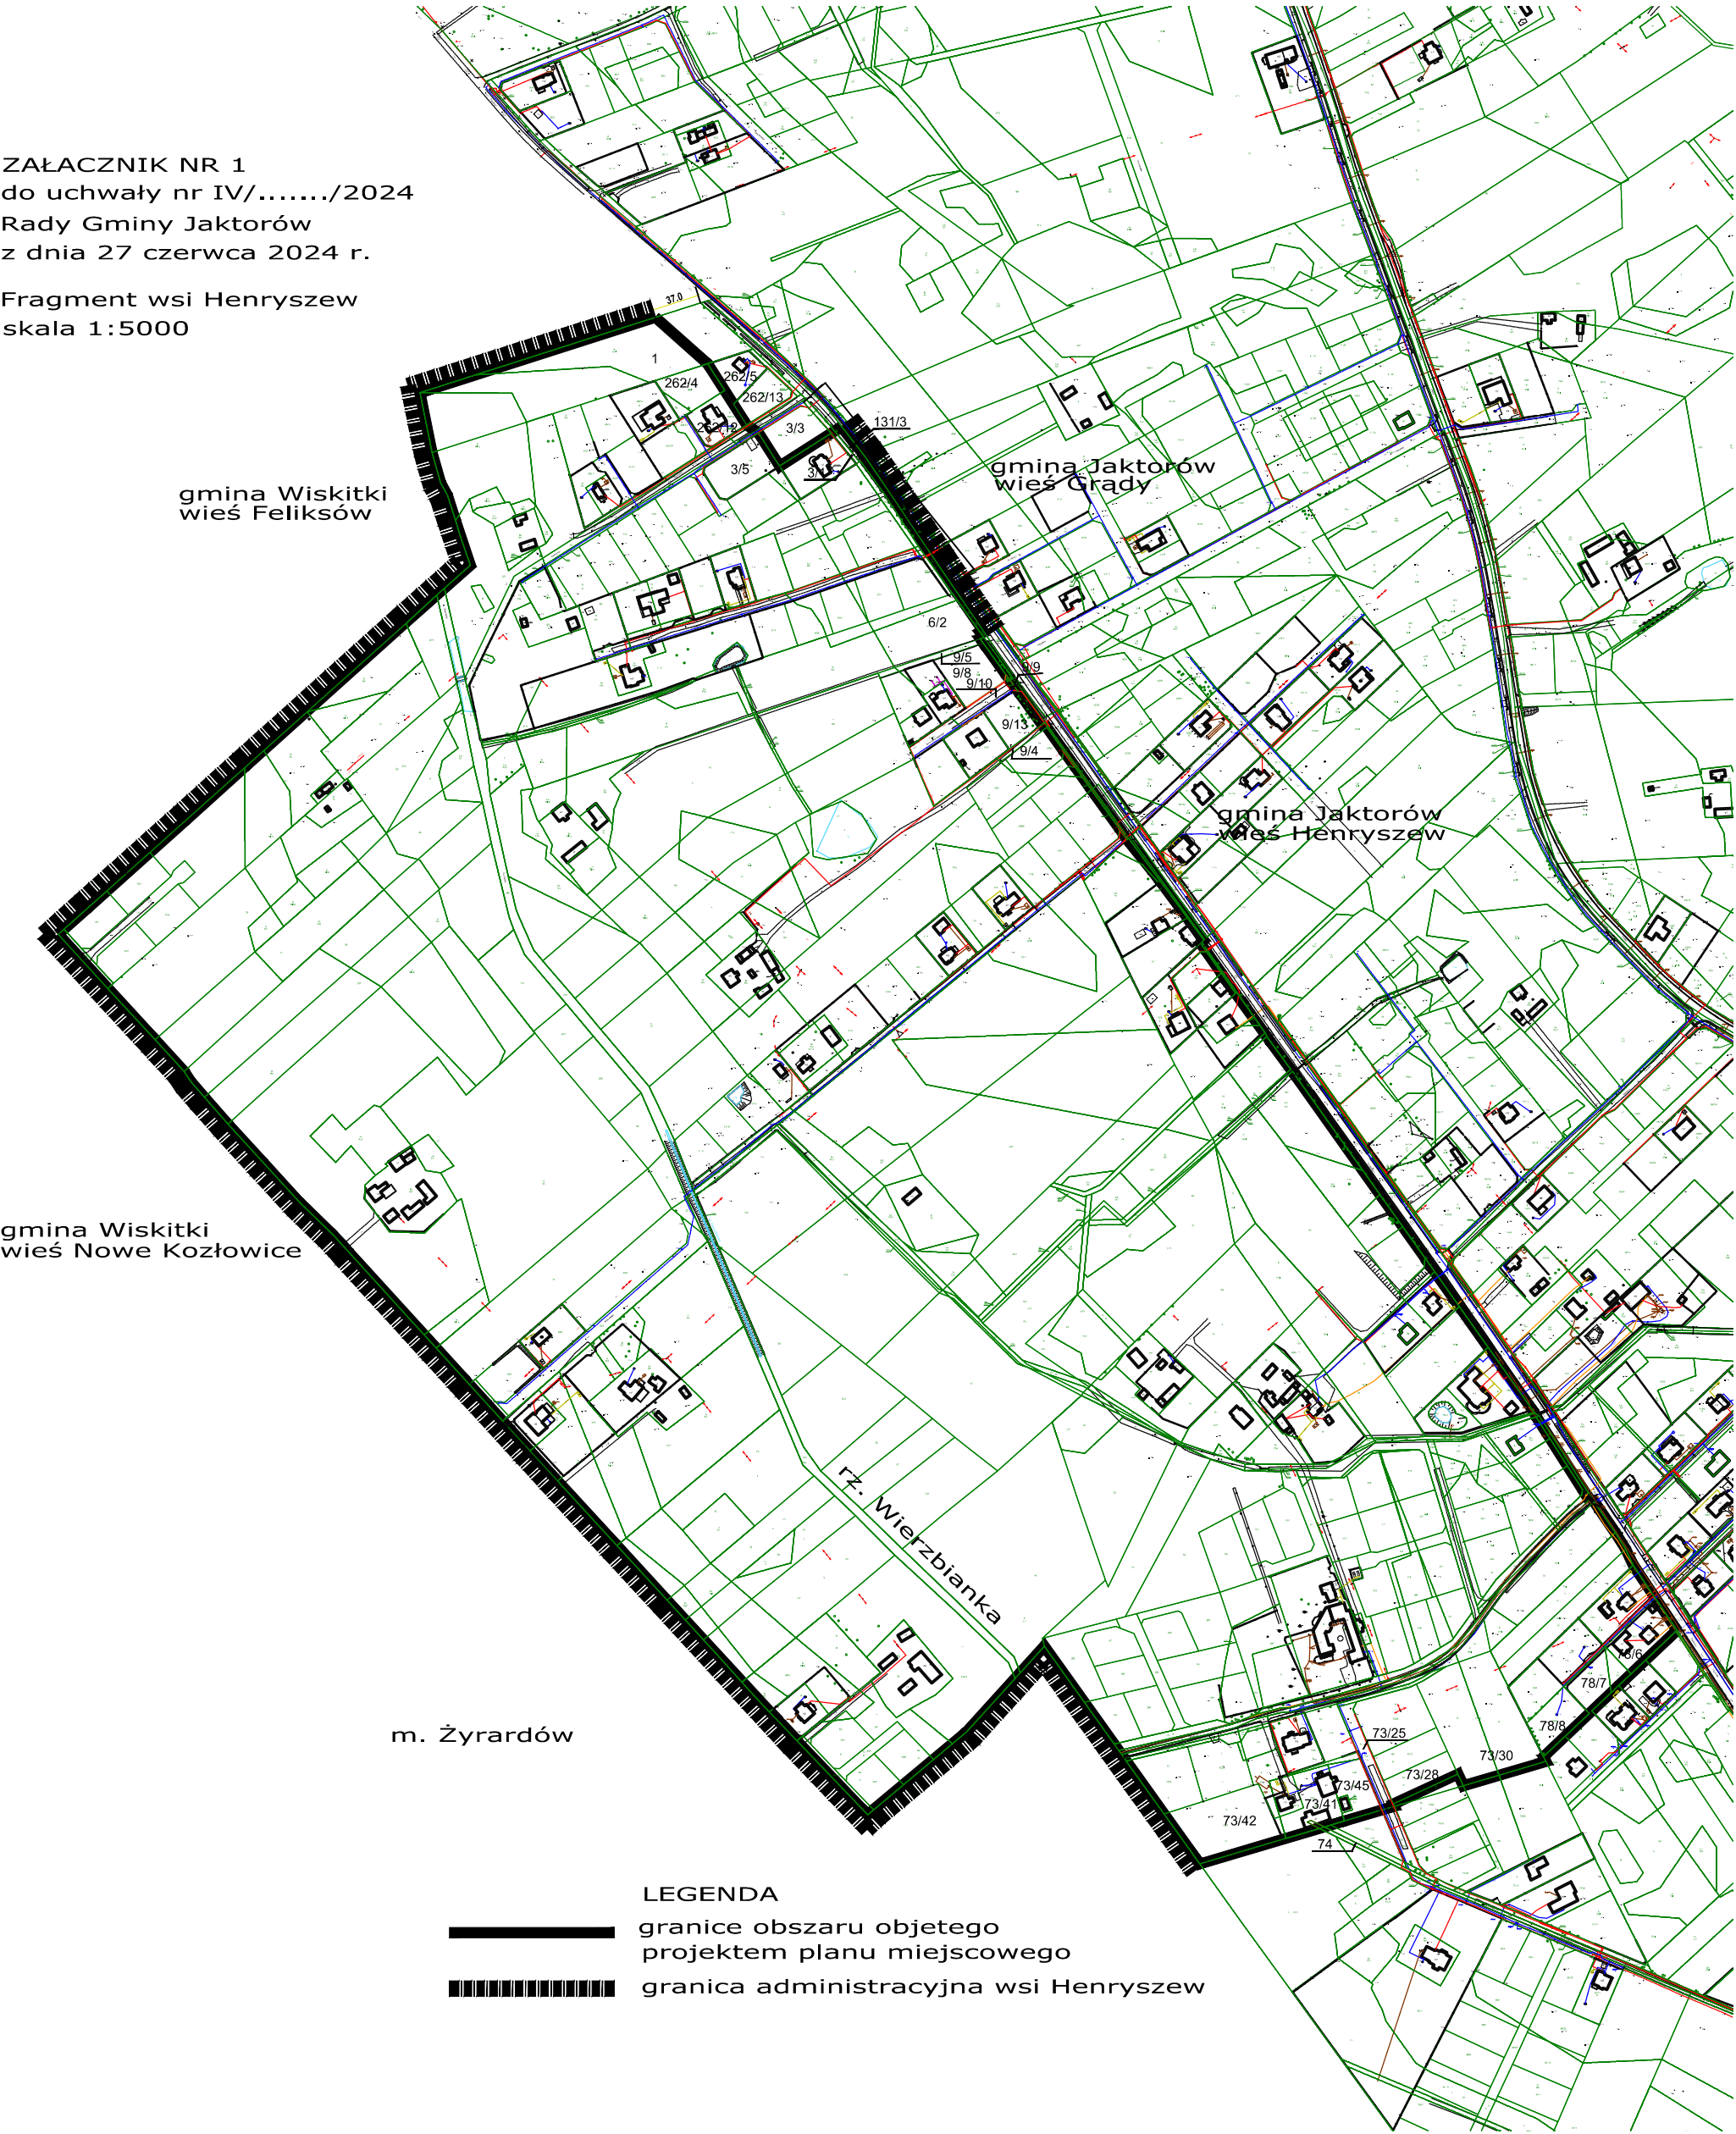 ZAŁACZNIK NR 1
do uchwały nr IV/......./2024
Rady Gminy Jaktorów
z dnia 27 czerwca 2024 r.
Fragment wsi Henryszew
skala 1:5000
37.0
1
262/4
262/5
262/13
262/12
3/3
131/3
3/5
gmina Jaktorów
wieś Grądy
gmina Wiskitki
wieś Feliksów
6/2
9/5
9/9
9/8
9/10
9/13
9/4
gmina Jaktorów
wieś Henryszew
gmina Wiskitki
wieś Nowe Kozłowice
rz. Wierzbianka
m. Żyrardów
78/6
78/7
78/8
73/25
73/30
73/28
73/45
73/41
73/42
74
LEGENDA
granice obszaru objetego
projektem planu miejscowego
granica administracyjna wsi Henryszew